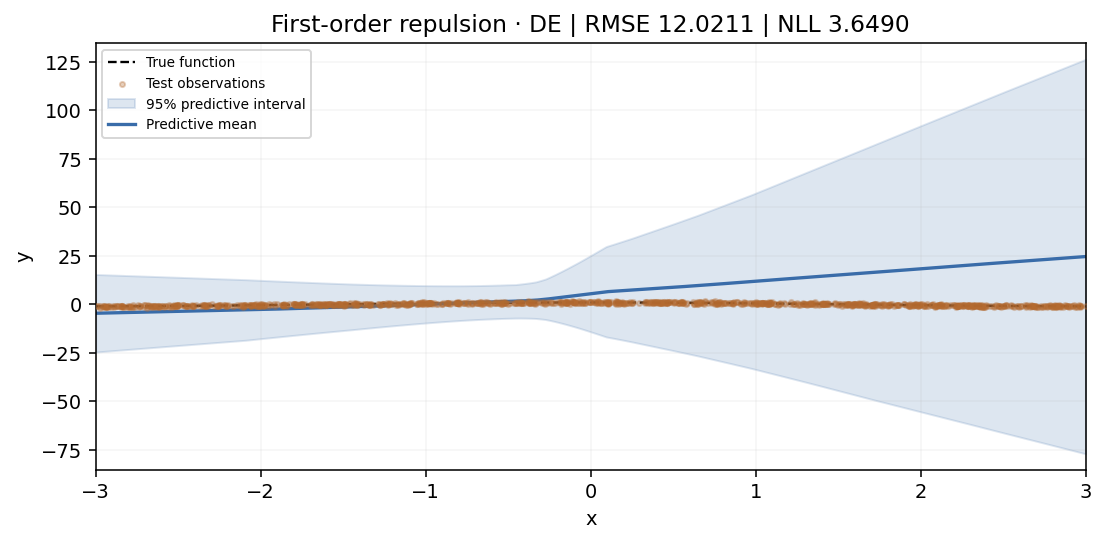 First-order repulsion · DE | RMSE 12.0211 | NLL 3.6490
True function
Test observations
95% predictive interval
Predictive mean
y
125
100
75
50
25
0
−25
−50
−75
−3 −2 −1 0 1 2 3
x